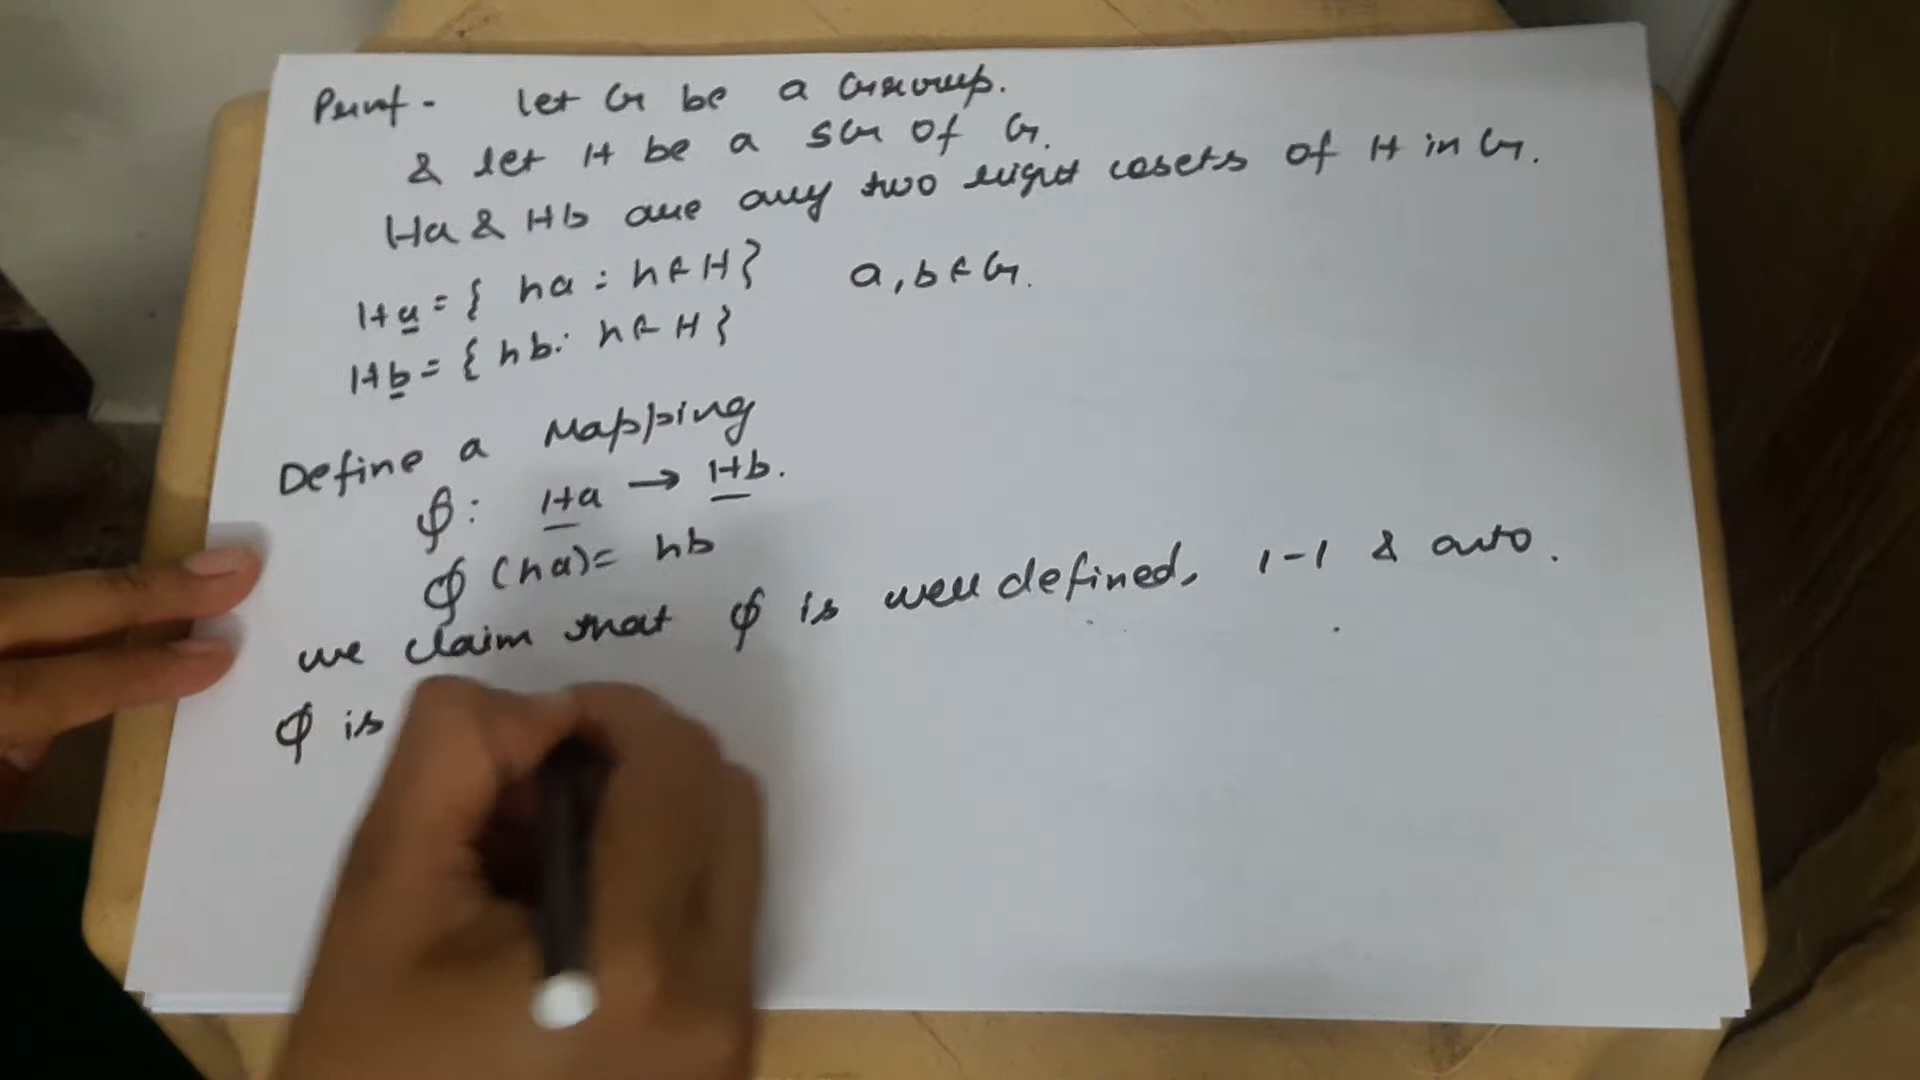 Proof - let G be a Group.
& let H be a SG of G.
Ha & Hb are any two right cosets of H in G.
Ha = { ha : h ∈ H } a, b ∈ G.
Hb = { hb : h ∈ H }
Define a Mapping
φ : Ha → Hb.
φ (ha) = hb
we claim that φ is well defined, 1-1 & onto.
φ is